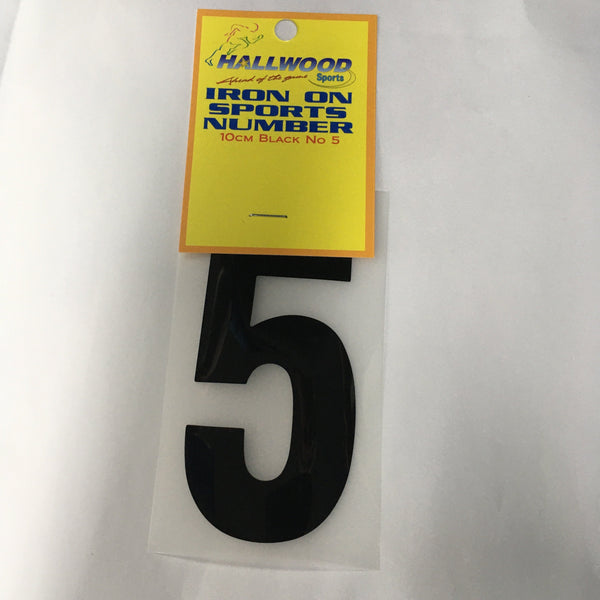 HALLWOOD
Ahead of the game Sports
IRON ON
SPORTS
NUMBER
10CM BLACK NO 5
5